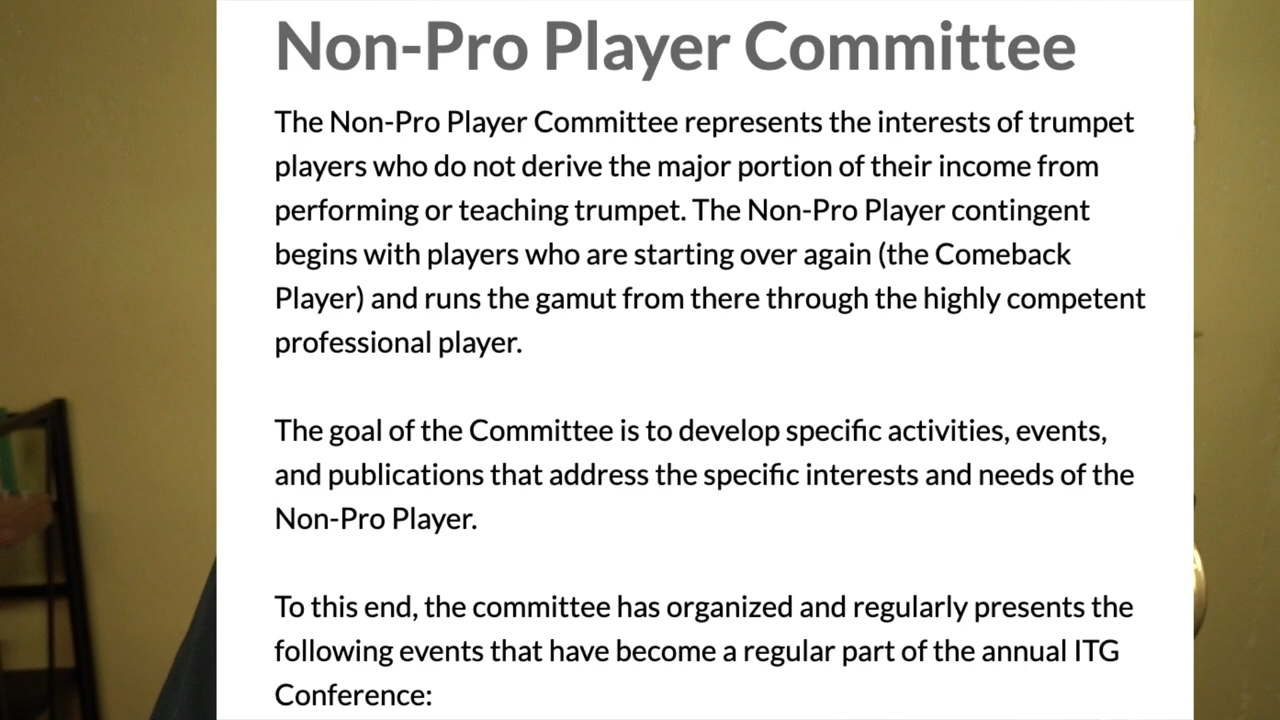 Non-Pro Player Committee
The Non-Pro Player Committee represents the interests of trumpet
players who do not derive the major portion of their income from
performing or teaching trumpet. The Non-Pro Player contingent
begins with players who are starting over again (the Comeback
Player) and runs the gamut from there through the highly competent
professional player.
The goal of the Committee is to develop specific activities, events,
and publications that address the specific interests and needs of the
Non-Pro Player.
To this end, the committee has organized and regularly presents the
following events that have become a regular part of the annual ITG
Conference: